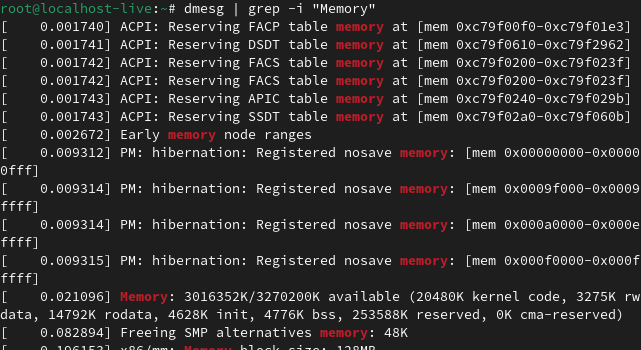 root@localhost-live:~# dmesg | grep -i "Memory"
[    0.001740] ACPI: Reserving FACP table memory at [mem 0xc79f00f0-0xc79f01e3]
[    0.001741] ACPI: Reserving DSDT table memory at [mem 0xc79f0610-0xc79f2962]
[    0.001742] ACPI: Reserving FACS table memory at [mem 0xc79f0200-0xc79f023f]
[    0.001742] ACPI: Reserving FACS table memory at [mem 0xc79f0200-0xc79f023f]
[    0.001743] ACPI: Reserving APIC table memory at [mem 0xc79f0240-0xc79f029b]
[    0.001743] ACPI: Reserving SSDT table memory at [mem 0xc79f02a0-0xc79f060b]
[    0.002672] Early memory node ranges
[    0.009312] PM: hibernation: Registered nosave memory: [mem 0x00000000-0x0000
0fff]
[    0.009314] PM: hibernation: Registered nosave memory: [mem 0x0009f000-0x0009
ffff]
[    0.009314] PM: hibernation: Registered nosave memory: [mem 0x000a0000-0x000e
ffff]
[    0.009315] PM: hibernation: Registered nosave memory: [mem 0x000f0000-0x000f
ffff]
[    0.021096] Memory: 3016352K/3270200K available (20480K kernel code, 3275K rw
data, 14792K rodata, 4628K init, 4776K bss, 253588K reserved, 0K cma-reserved)
[    0.082894] Freeing SMP alternatives memory: 48K
[    0.196153] x86/mm: Memory block size: 128MB